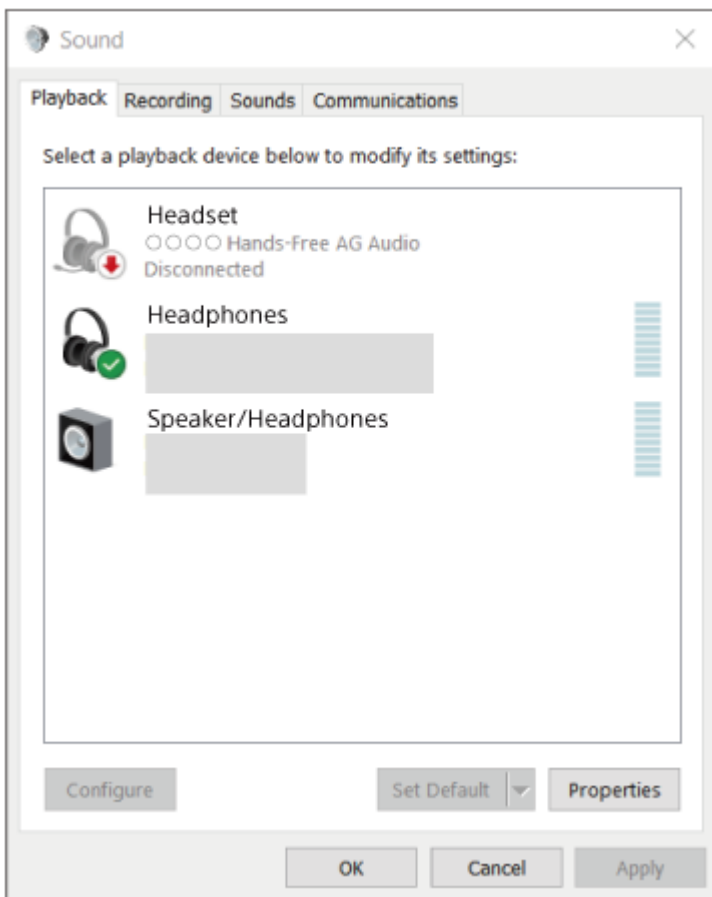 Sound
Playback Recording Sounds Communications
Select a playback device below to modify its settings:
Headset
○○○○ Hands-Free AG Audio
Disconnected
Headphones
Speaker/Headphones
Configure Set Default Properties
OK Cancel Apply